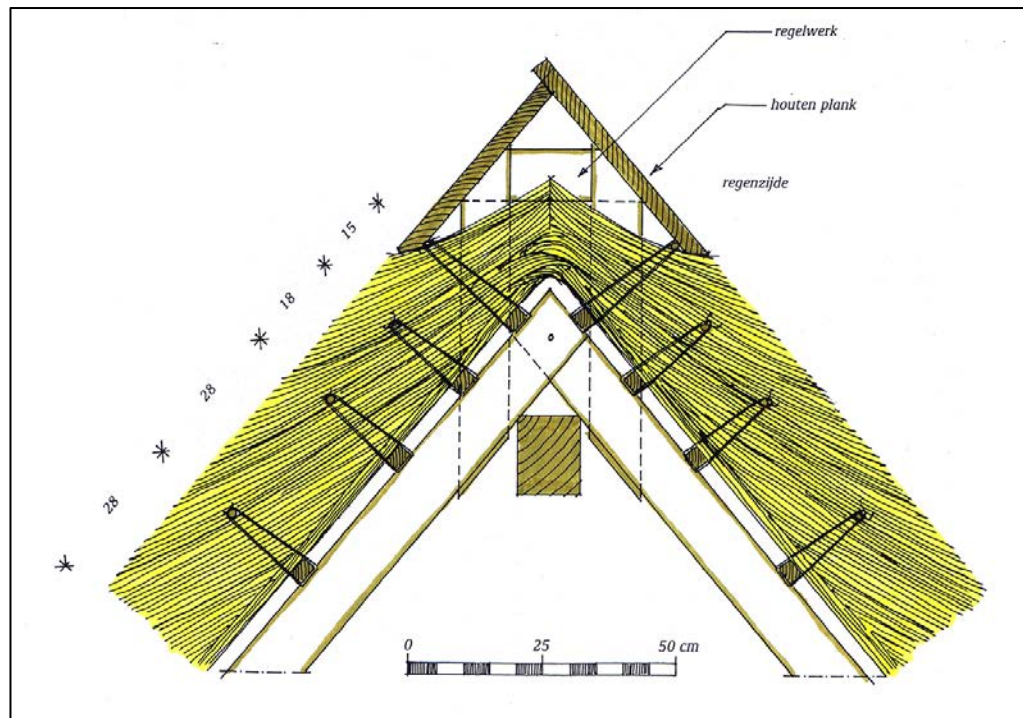 regelwerk
houten plank
regenzijde
15
18
28
28
0 25 50 cm